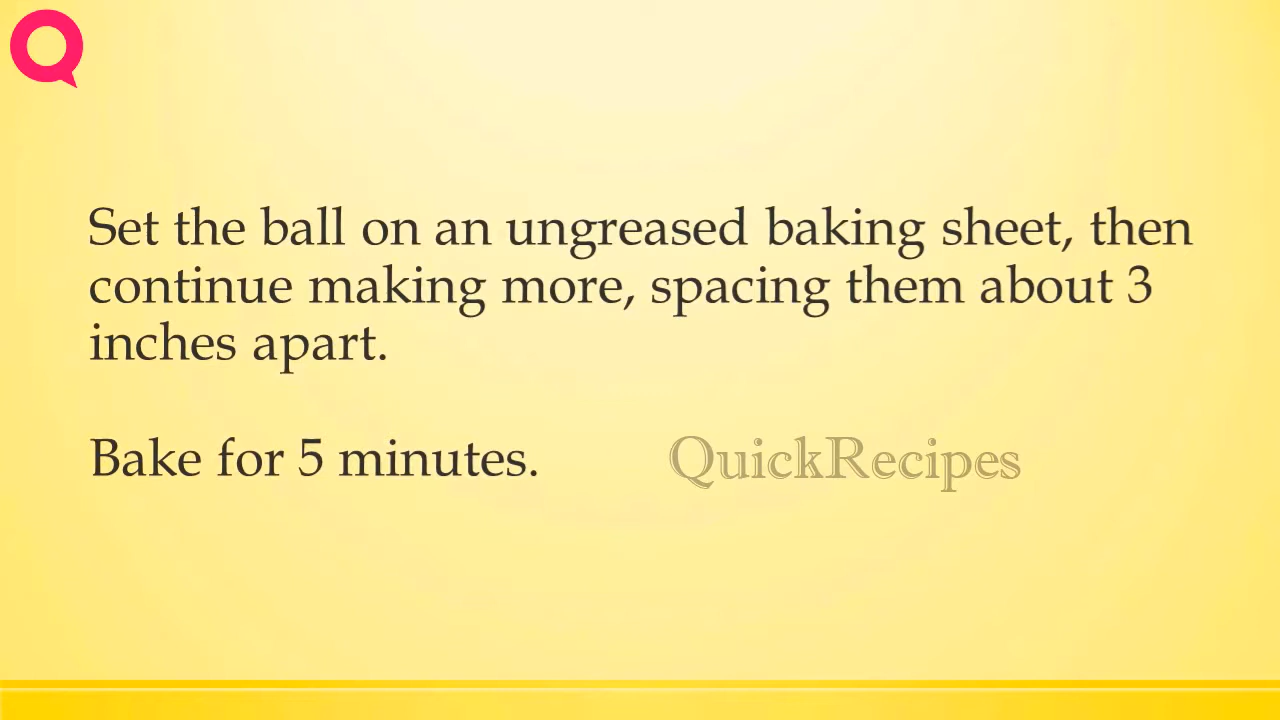 Set the ball on an ungreased baking sheet, then
continue making more, spacing them about 3
inches apart.
Bake for 5 minutes.
QuickRecipes